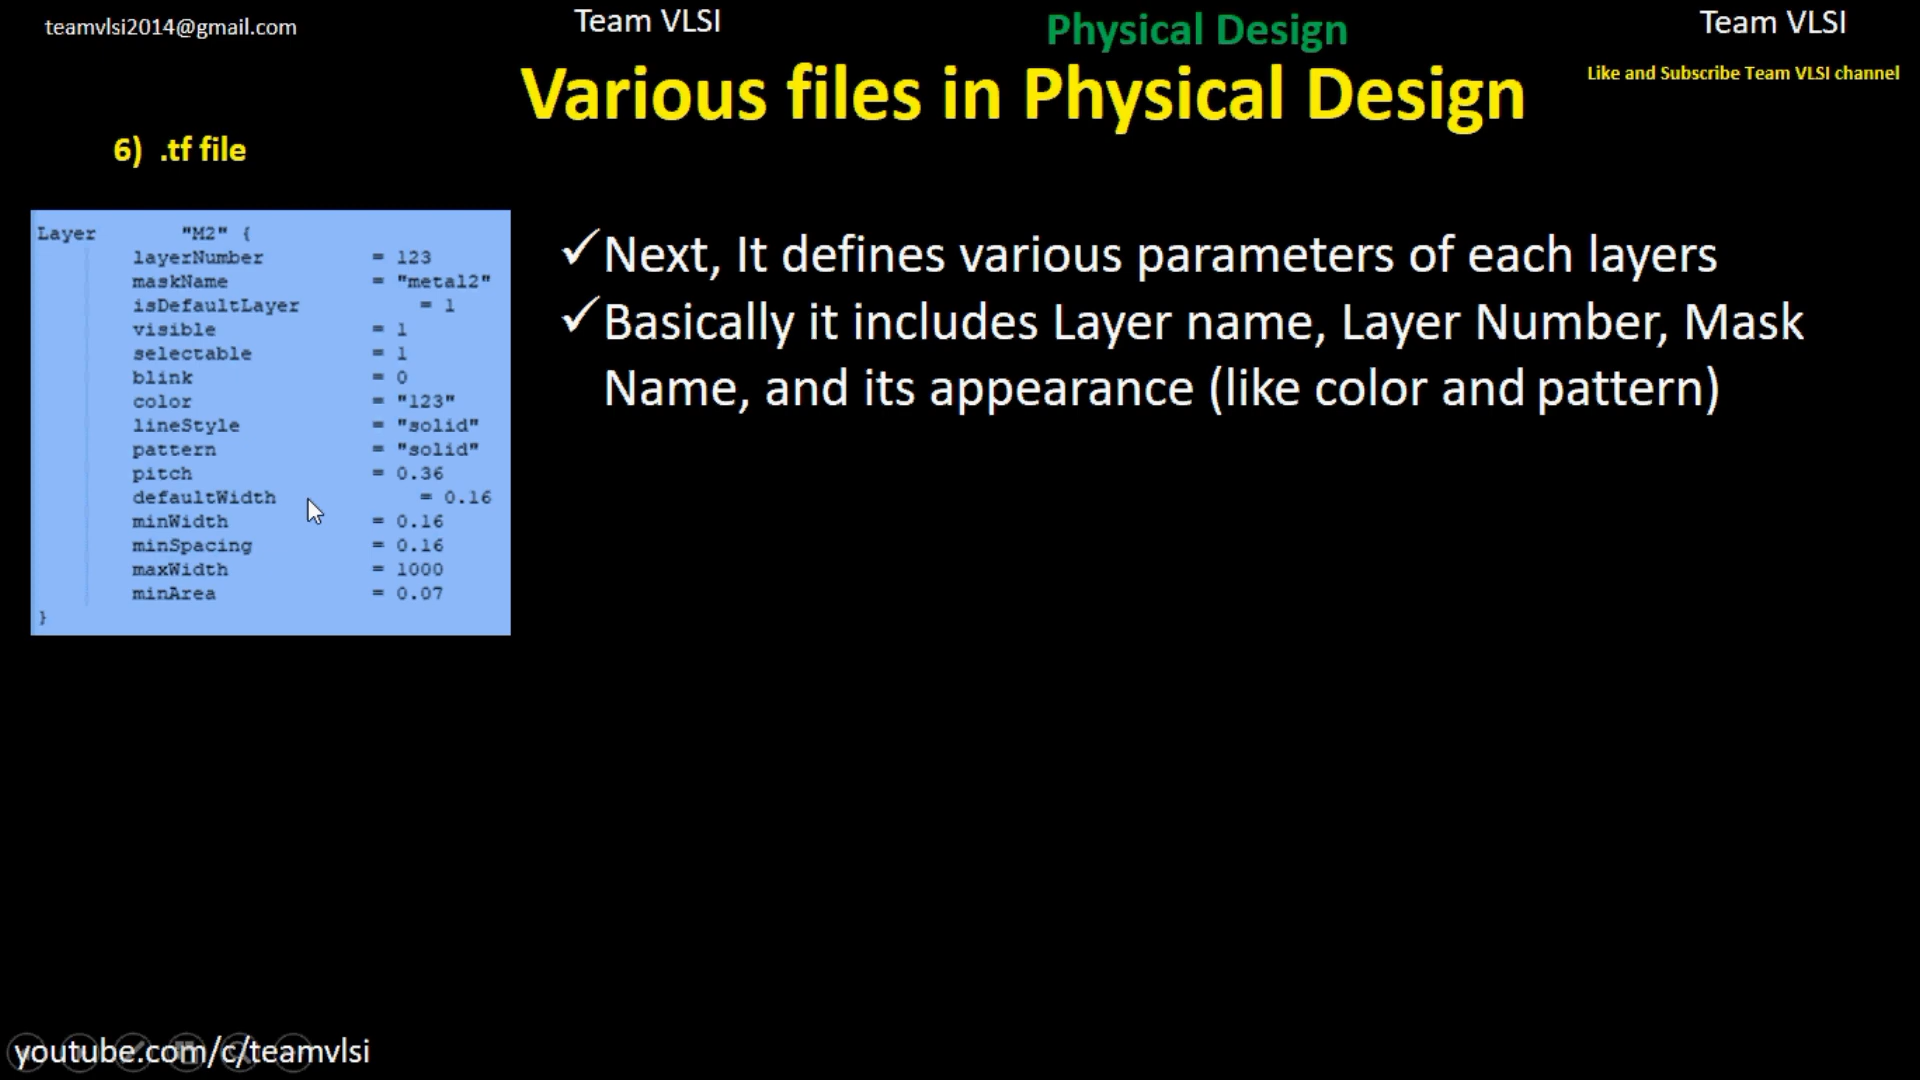 teamvlsi2014@gmail.com
Team VLSI
Physical Design
Team VLSI
Various files in Physical Design
Like and Subscribe Team VLSI channel
6) .tf file
Layer "M2" {
layerNumber = 123
maskName = "metal2"
isDefaultLayer = 1
visible = 1
selectable = 1
blink = 0
color = "123"
lineStyle = "solid"
pattern = "solid"
pitch = 0.36
defaultWidth = 0.16
minWidth = 0.16
minSpacing = 0.16
maxWidth = 1000
minArea = 0.07
}
✓Next, It defines various parameters of each layers
✓Basically it includes Layer name, Layer Number, Mask
Name, and its appearance (like color and pattern)
youtube.com/c/teamvlsi